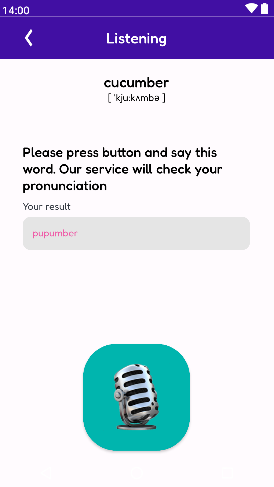 14:00
Listening
cucumber
[ ˈkjuːkʌmbə ]
Please press button and say this
word. Our service will check your
pronunciation
Your result
pupumber